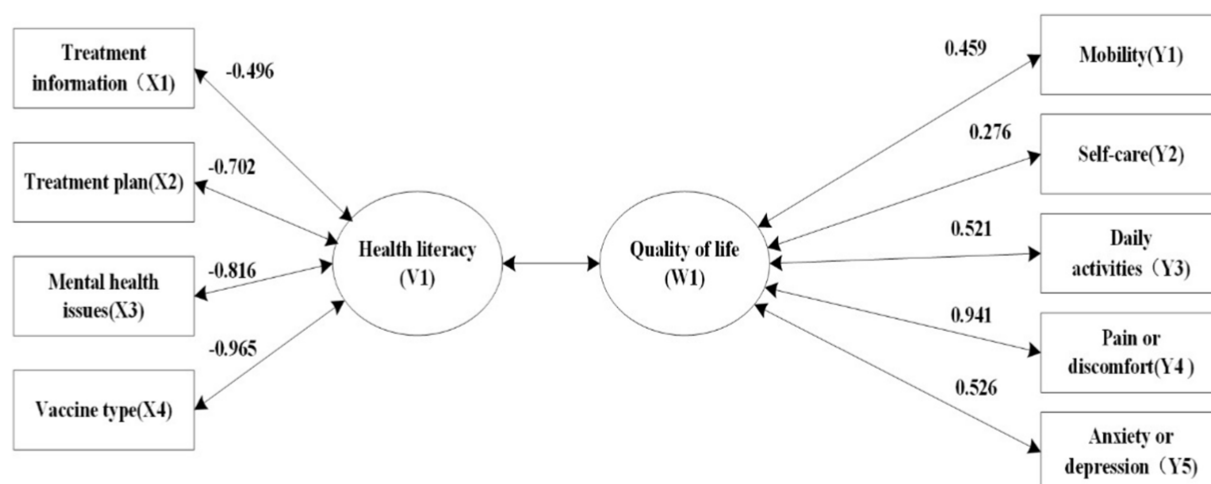 Treatment
information（X1)
Treatment plan(X2)
Mental health
issues(X3)
Vaccine type(X4)
-0.496
-0.702
-0.816
-0.965
Health literacy
(V1)
Quality of life
(W1)
0.459
0.276
0.521
0.941
0.526
Mobility(Y1)
Self-care(Y2)
Daily
activities（Y3)
Pain or
discomfort(Y4 )
Anxiety or
depression（Y5)